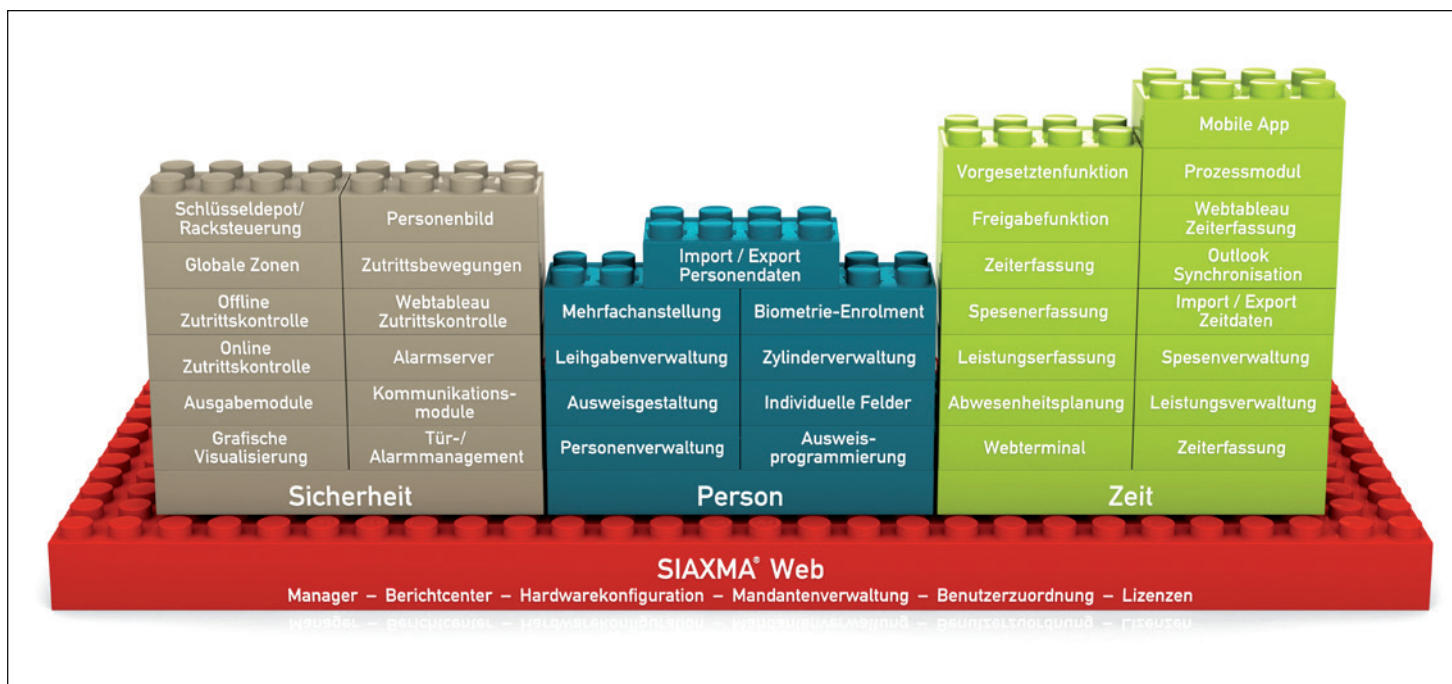 Schlüsseldepot/
Racksteuerung
Globale Zonen
Offline
Zutrittskontrolle
Online
Zutrittskontrolle
Ausgabemodule
Grafische
Visualisierung
Personenbild
Zutrittsbewegungen
Webtableau
Zutrittskontrolle
Alarmserver
Kommunikations-
module
Tür-/
Alarmmanagement
Sicherheit
Import / Export
Personendaten
Mehrfachanstellung
Leihgabenverwaltung
Ausweisgestaltung
Personenverwaltung
Biometrie-Enrolment
Zylinderverwaltung
Individuelle Felder
Ausweis-
programmierung
Person
Vorgesetztenfunktion
Freigabefunktion
Zeiterfassung
Spesenerfassung
Leistungserfassung
Abwesenheitsplanung
Webterminal
Mobile App
Prozessmodul
Webtableau
Zeiterfassung
Outlook
Synchronisation
Import / Export
Zeitdaten
Spesenverwaltung
Leistungsverwaltung
Zeiterfassung
Zeit
SIAXMA® Web
Manager – Berichtcenter – Hardwarekonfiguration – Mandantenverwaltung – Benutzerzuordnung – Lizenzen